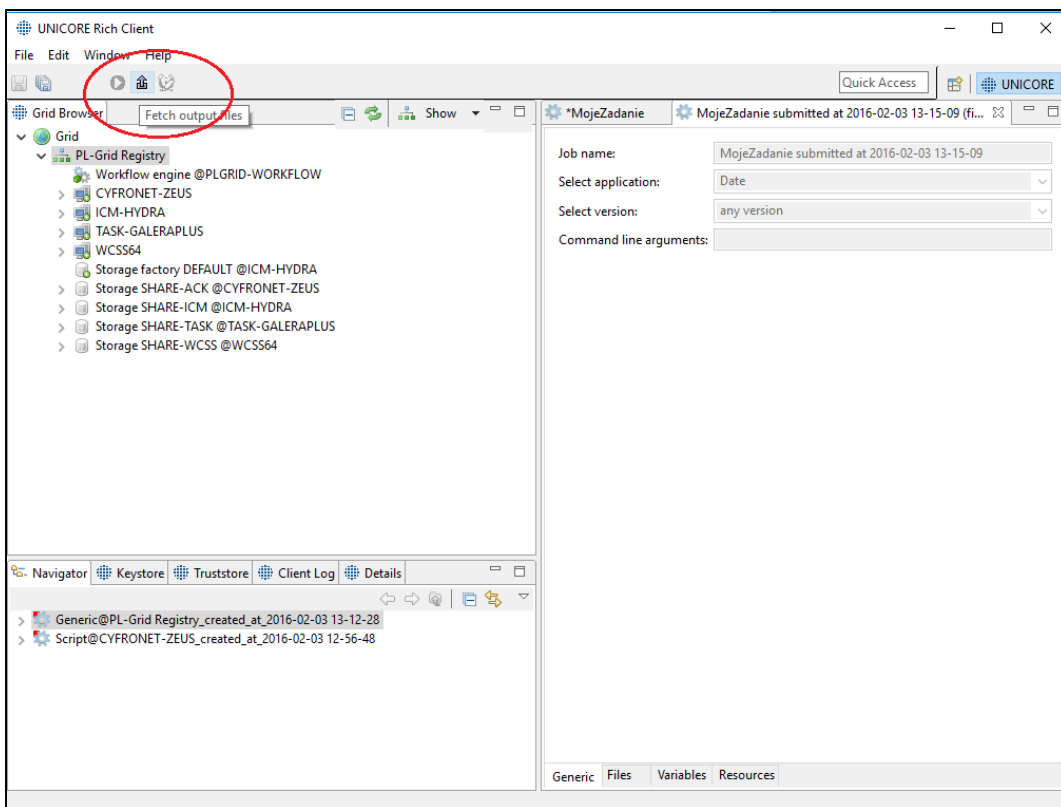 UNICORE Rich Client
File Edit Window Help
Quick Access
UNICORE
Grid Browser
Show
Fetch output files
Grid
PL-Grid Registry
Workflow engine @PLGRID-WORKFLOW
CYFRONET-ZEUS
ICM-HYDRA
TASK-GALERAPLUS
WCSS64
Storage factory DEFAULT @ICM-HYDRA
Storage SHARE-ACK @CYFRONET-ZEUS
Storage SHARE-ICM @ICM-HYDRA
Storage SHARE-TASK @TASK-GALERAPLUS
Storage SHARE-WCSS @WCSS64
*MojeZadanie MojeZadanie submitted at 2016-02-03 13-15-09 (fi...
Job name: MojeZadanie submitted at 2016-02-03 13-15-09
Select application: Date
Select version: any version
Command line arguments:
Navigator Keystore Truststore Client Log Details
Generic@PL-Grid Registry_created_at_2016-02-03 13-12-28
Script@CYFRONET-ZEUS_created_at_2016-02-03 12-56-48
Generic Files Variables Resources